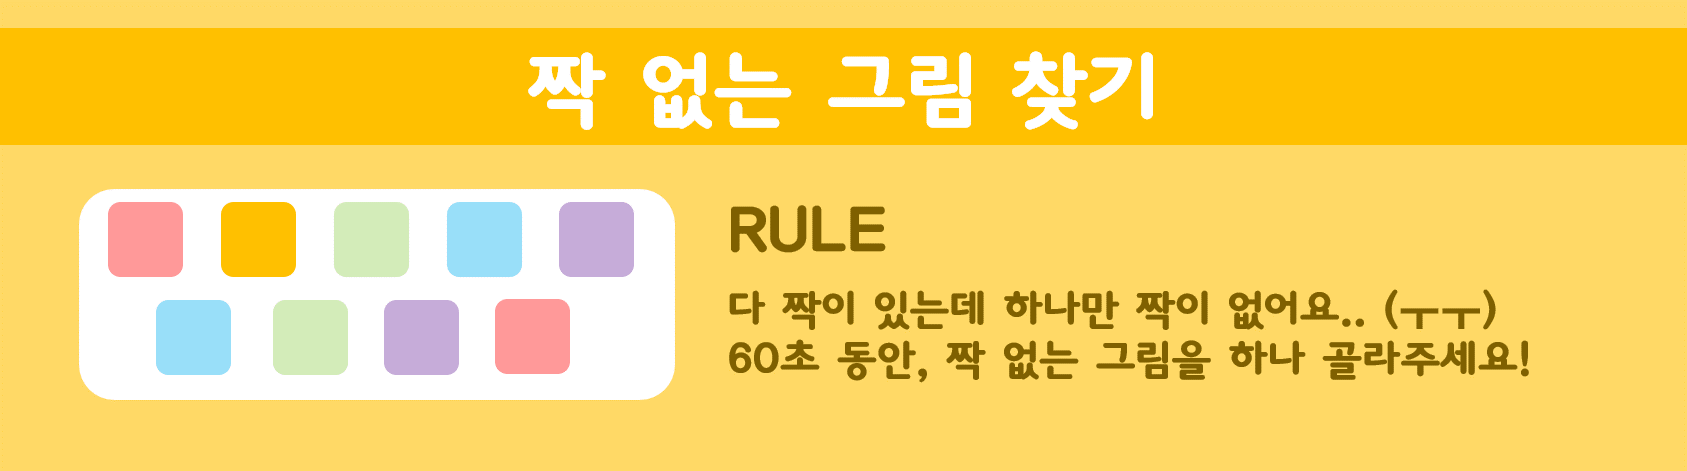 짝 없는 그림 찾기
RULE
다 짝이 있는데 하나만 짝이 없어요.. (ㅜㅜ)
60초 동안, 짝 없는 그림을 하나 골라주세요!